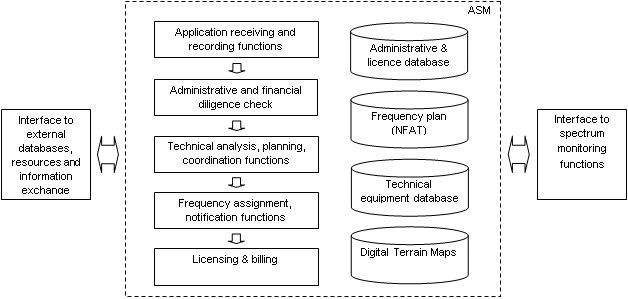 ASM
Application receiving and
recording functions
Administrative and financial
diligence check
Technical analysis, planning,
coordination functions
Frequency assignment,
notification functions
Licensing & billing
Administrative &
licence database
Frequency plan
(NFAT)
Technical
equipment database
Digital Terrain Maps
Interface to
external
databases,
resources and
information
exchange
Interface to
spectrum
monitoring
functions